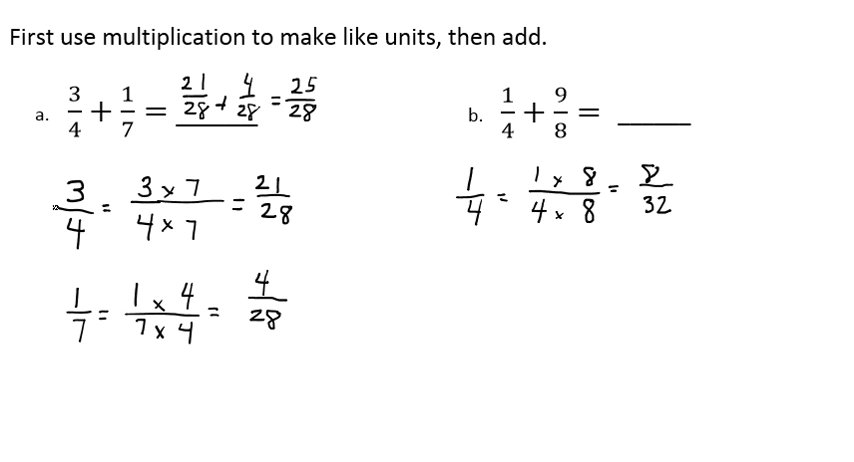 First use multiplication to make like units, then add.
a. 3/4 + 1/7 = 21/28 + 4/28 = 25/28
b. 1/4 + 9/8 = ______
3/4 = 3 x 7/4 x 7 = 21/28
1/4 = 1 x 8/4 x 8 = 8/32
1/7 = 1 x 4/7 x 4 = 4/28